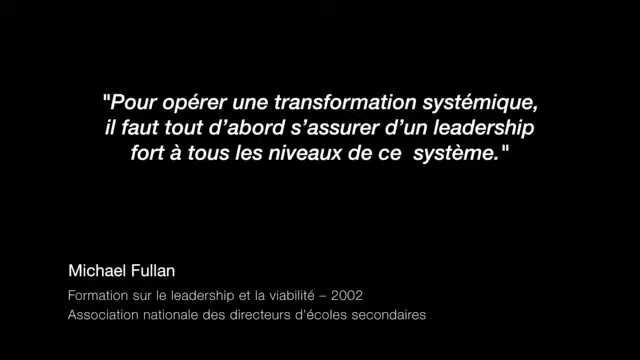 "Pour opérer une transformation systémique,
il faut tout d’abord s’assurer d’un leadership
fort à tous les niveaux de ce  système."
Michael Fullan
Formation sur le leadership et la viabilité – 2002
Association nationale des directeurs d’écoles secondaires